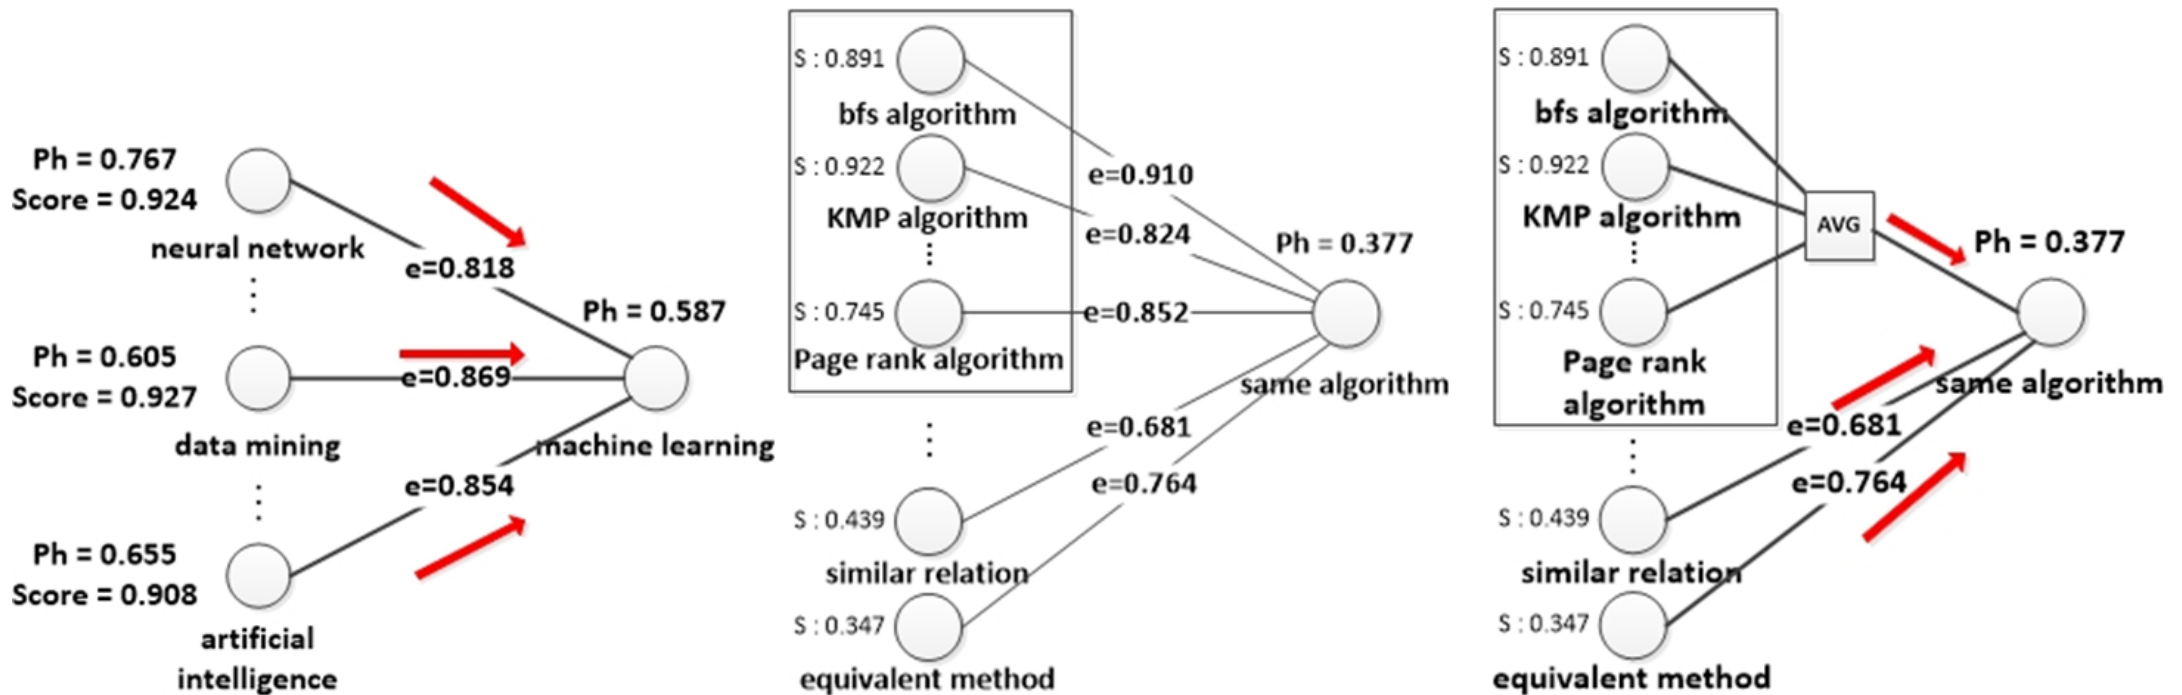 Ph = 0.767
Score = 0.924
neural network
e=0.818
Ph = 0.587
Ph = 0.605
Score = 0.927
e=0.869
data mining
machine learning
e=0.854
Ph = 0.655
Score = 0.908
artificial
intelligence
S : 0.891
bfs algorithm
e=0.910
S : 0.922
KMP algorithm
e=0.824
Ph = 0.377
S : 0.745
e=0.852
Page rank algorithm
same algorithm
e=0.681
e=0.764
S : 0.439
similar relation
S : 0.347
equivalent method
S : 0.891
bfs algorithm
S : 0.922
KMP algorithm
AVG
Ph = 0.377
S : 0.745
Page rank
algorithm
same algorithm
e=0.681
e=0.764
S : 0.439
similar relation
S : 0.347
equivalent method